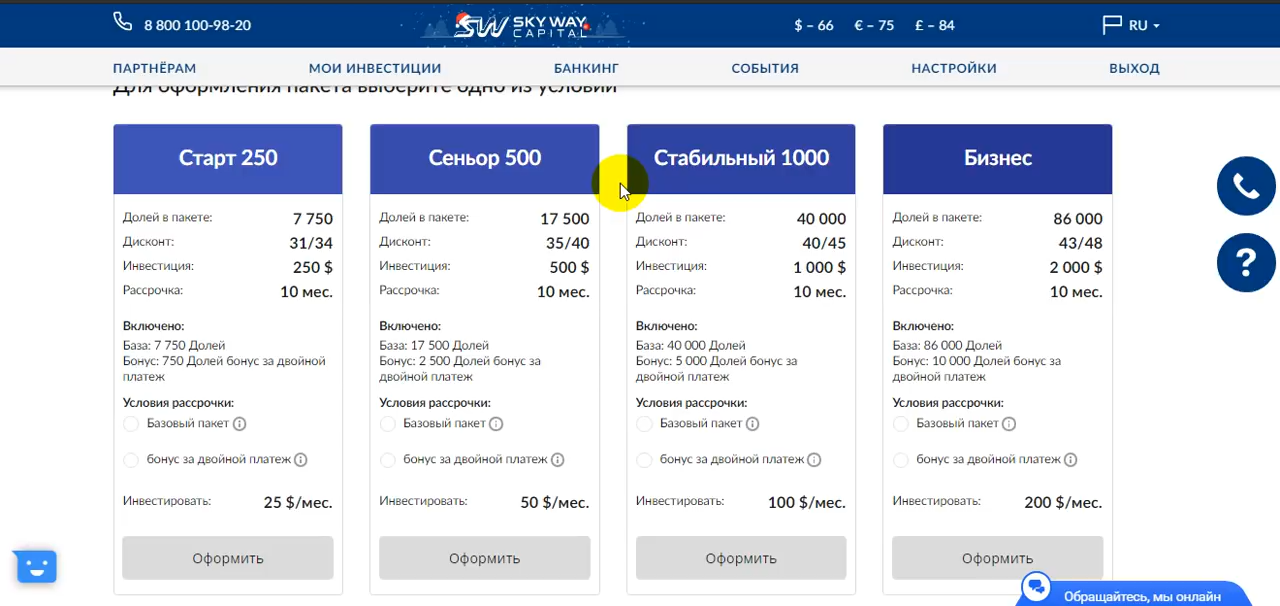 8 800 100-98-20
SW SKY WAY CAPITAL
$ – 66 € – 75 £ – 84
RU
ПАРТНЁРАМ МОИ ИНВЕСТИЦИИ БАНКИНГ СОБЫТИЯ НАСТРОЙКИ ВЫХОД
Для оформления пакета выберите одно из условий
Старт 250
Долей в пакете: 7 750
Дисконт: 31/34
Инвестиция: 250 $
Рассрочка: 10 мес.
Включено:
База: 7 750 Долей
Бонус: 750 Долей бонус за двойной
платеж
Условия рассрочки:
Базовый пакет
бонус за двойной платеж
Инвестировать: 25 $/мес.
Оформить
Сеньор 500
Долей в пакете: 17 500
Дисконт: 35/40
Инвестиция: 500 $
Рассрочка: 10 мес.
Включено:
База: 17 500 Долей
Бонус: 2 500 Долей бонус за
двойной платеж
Условия рассрочки:
Базовый пакет
бонус за двойной платеж
Инвестировать: 50 $/мес.
Оформить
Стабильный 1000
Долей в пакете: 40 000
Дисконт: 40/45
Инвестиция: 1 000 $
Рассрочка: 10 мес.
Включено:
База: 40 000 Долей
Бонус: 5 000 Долей бонус за
двойной платеж
Условия рассрочки:
Базовый пакет
бонус за двойной платеж
Инвестировать: 100 $/мес.
Оформить
Бизнес
Долей в пакете: 86 000
Дисконт: 43/48
Инвестиция: 2 000 $
Рассрочка: 10 мес.
Включено:
База: 86 000 Долей
Бонус: 10 000 Долей бонус за
двойной платеж
Условия рассрочки:
Базовый пакет
бонус за двойной платеж
Инвестировать: 200 $/мес.
Оформить
?
Обращайтесь, мы онлайн